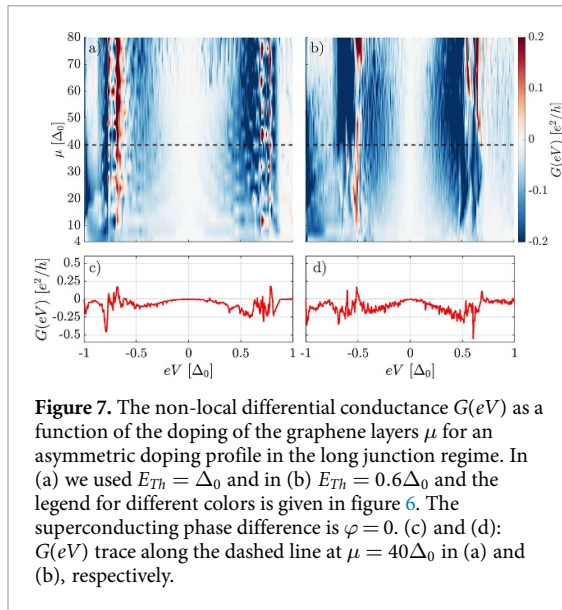 a)
b)
80
70
60
50
40
30
20
10
4
μ [Δ₀]
0.2
0.1
0
-0.1
-0.2
G(eV) [e²/h]
c)
d)
0.5
0.25
0
-0.25
-0.5
G(eV) [e²/h]
-1 -0.5 0 0.5 1 -1 -0.5 0 0.5 1
eV [Δ₀] eV [Δ₀]
Figure 7. The non-local differential conductance G(eV) as a
function of the doping of the graphene layers μ for an
asymmetric doping profile in the long junction regime. In
(a) we used E_Th = Δ₀ and in (b) E_Th = 0.6Δ₀ and the
legend for different colors is given in figure 6. The
superconducting phase difference is φ = 0. (c) and (d):
G(eV) trace along the dashed line at μ = 40Δ₀ in (a) and
(b), respectively.